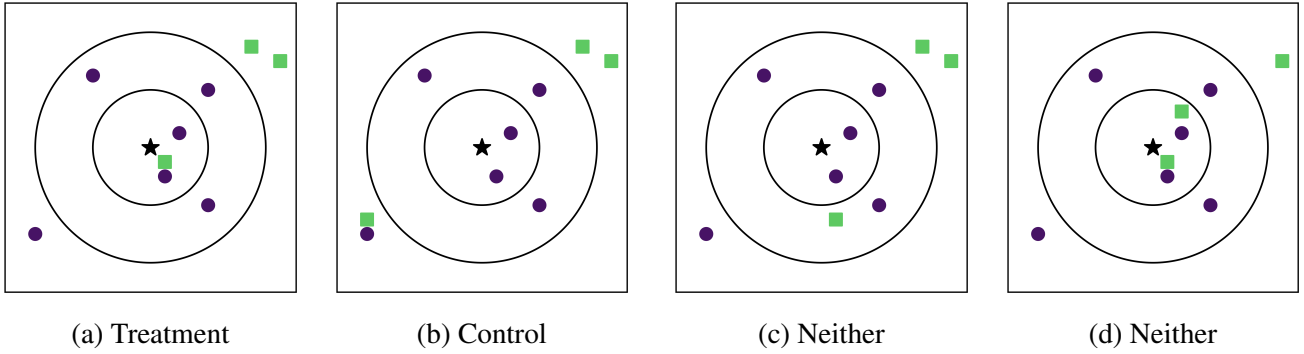 (a) Treatment
(b) Control
(c) Neither
(d) Neither